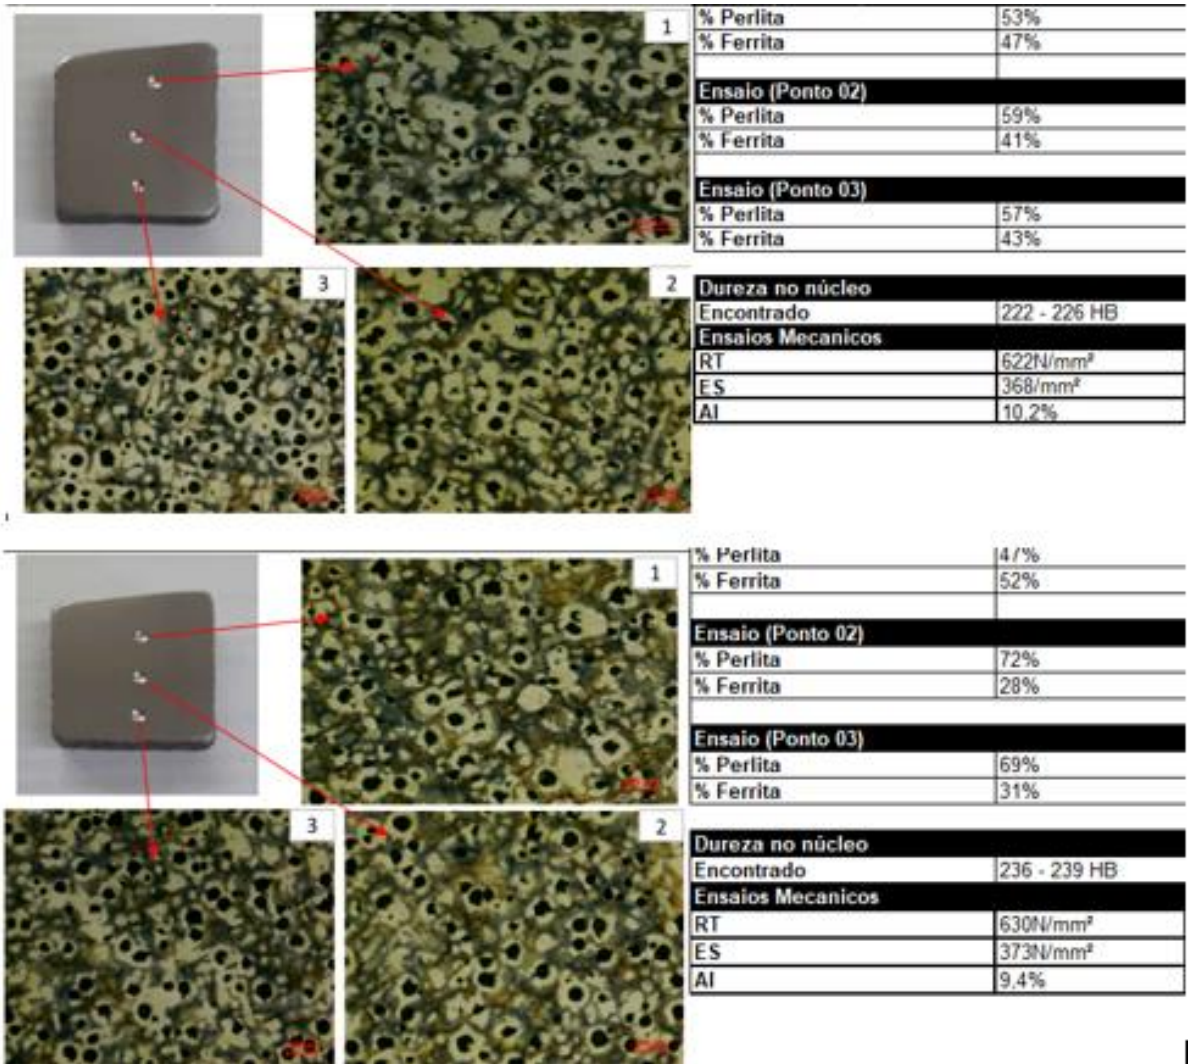 1
% Perlita 53%
% Ferrita 47%
Ensaio (Ponto 02)
% Perlita 59%
% Ferrita 41%
Ensaio (Ponto 03)
% Perlita 57%
% Ferrita 43%
3
2
Dureza no núcleo
Encontrado 222 - 226 HB
Ensaios Mecanicos
RT 622N/mm²
ES 368/mm²
Al 10,2%
1
% Perlita 47%
% Ferrita 52%
Ensaio (Ponto 02)
% Perlita 72%
% Ferrita 28%
Ensaio (Ponto 03)
% Perlita 69%
% Ferrita 31%
3
2
Dureza no núcleo
Encontrado 236 - 239 HB
Ensaios Mecanicos
RT 630N/mm²
ES 373N/mm²
Al 9,4%